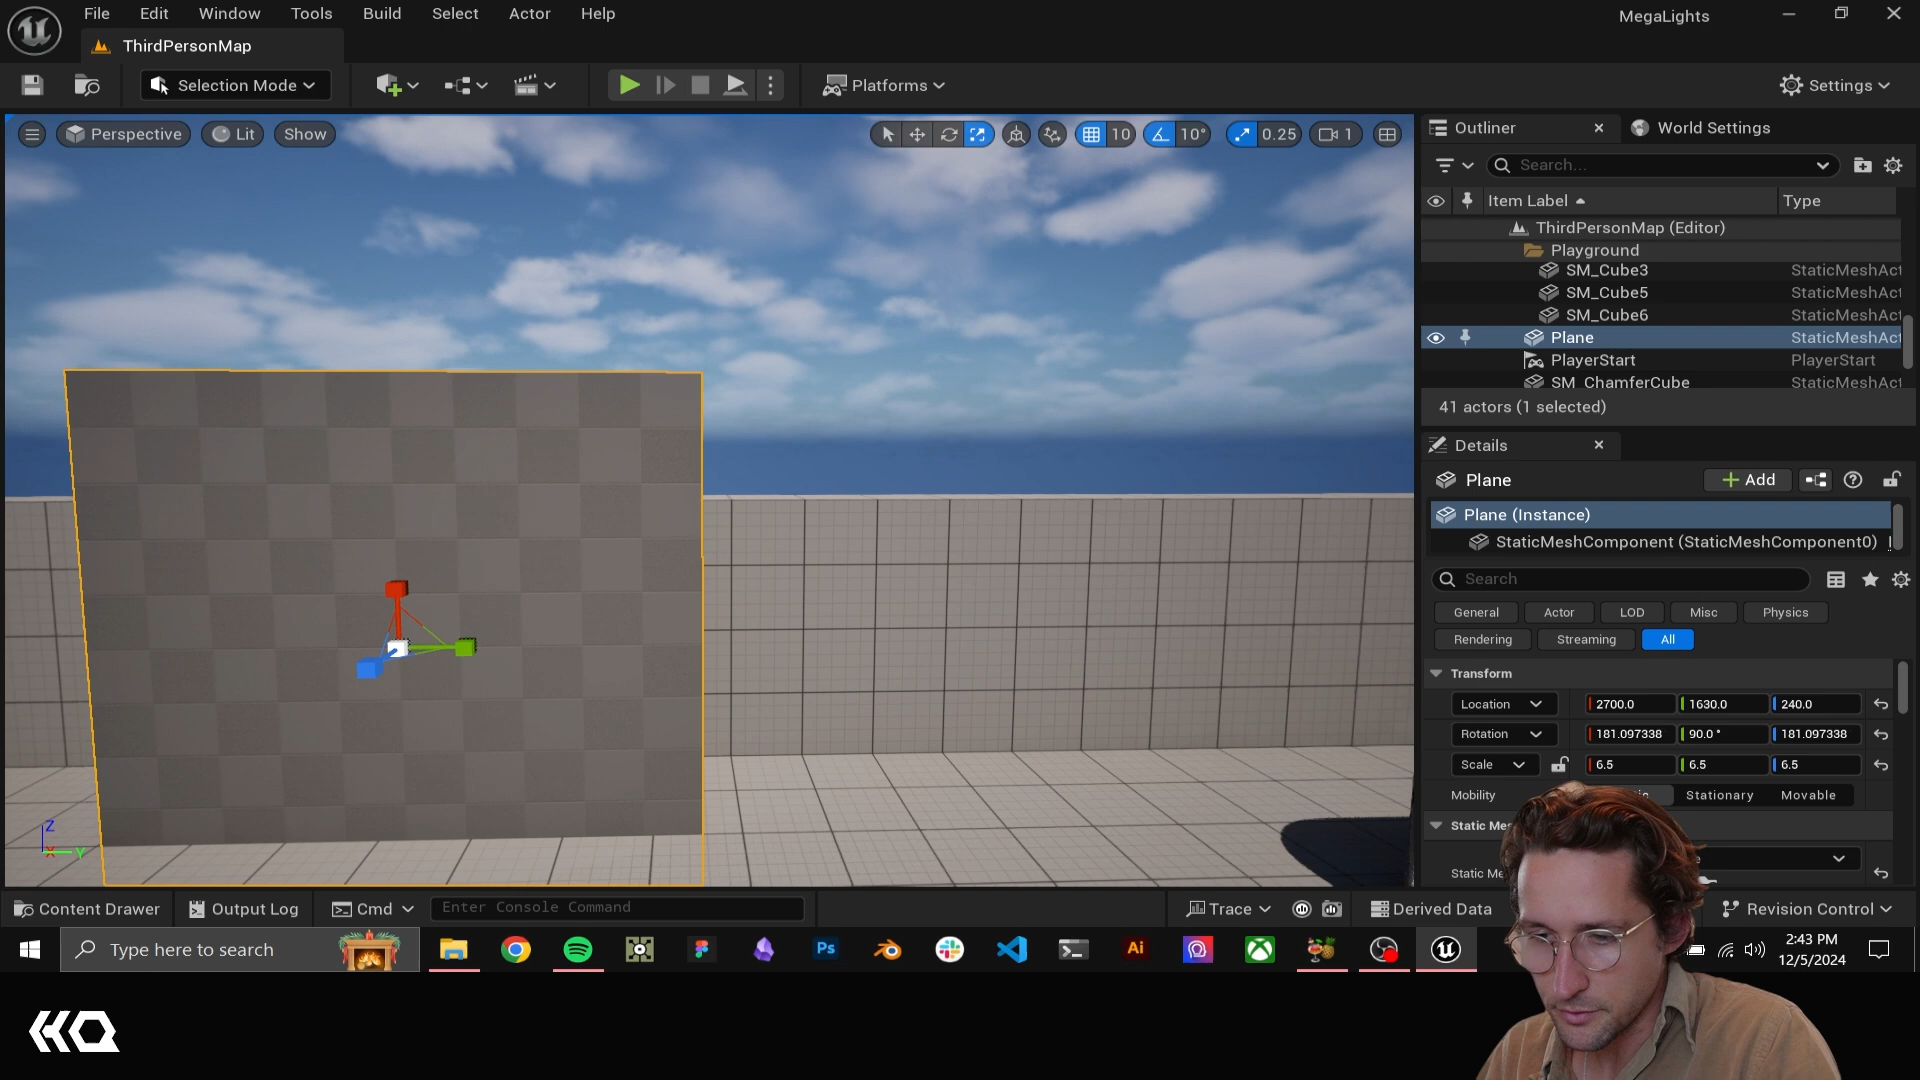 File Edit Window Tools Build Select Actor Help
MegaLights
ThirdPersonMap
Selection Mode
Platforms
Settings
Perspective Lit Show
10 10° 0.25 1
Outliner World Settings
Search...
Item Label Type
ThirdPersonMap (Editor)
Playground
SM_Cube3 StaticMeshAct
SM_Cube5 StaticMeshAct
SM_Cube6 StaticMeshAct
Plane StaticMeshAct
PlayerStart PlayerStart
SM_ChamferCube StaticMeshAct
41 actors (1 selected)
Details
Plane
Add
Plane (Instance)
StaticMeshComponent (StaticMeshComponent0)
Search
General Actor LOD Misc Physics
Rendering Streaming All
Transform
Location 2700.0 1630.0 240.0
Rotation 181.097338 90.0° 181.097338
Scale 6.5 6.5 6.5
Mobility Stationary Movable
Static Me
Static Me
Z
X Y
Content Drawer Output Log Cmd Enter Console Command Trace Derived Data Revision Control
Type here to search
Ps
Ai
2:43 PM
12/5/2024
HQ